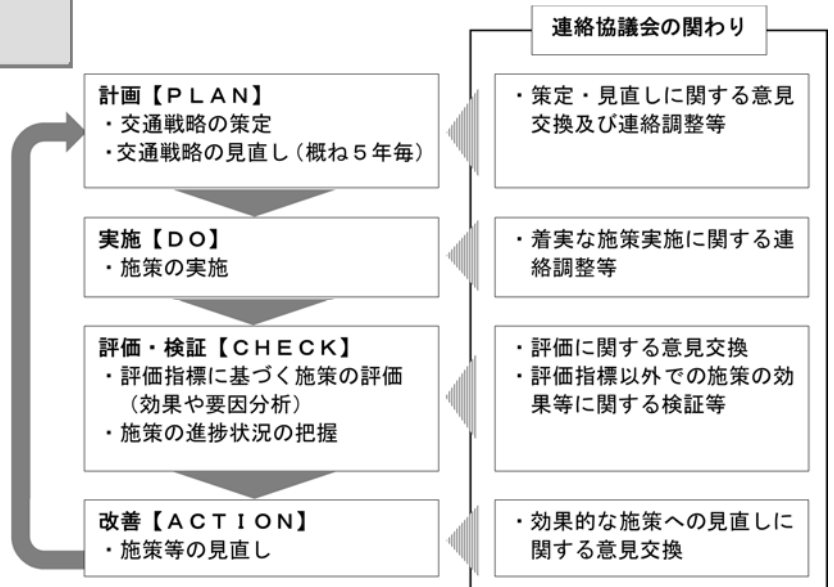 連絡協議会の関わり
計画【ＰＬＡＮ】
・交通戦略の策定
・交通戦略の見直し（概ね５年毎）
・策定・見直しに関する意見
交換及び連絡調整等
実施【ＤＯ】
・施策の実施
・着実な施策実施に関する連
絡調整等
評価・検証【ＣＨＥＣＫ】
・評価指標に基づく施策の評価
（効果や要因分析）
・施策の進捗状況の把握
・評価に関する意見交換
・評価指標以外での施策の効
果等に関する検証等
改善【ＡＣＴＩＯＮ】
・施策等の見直し
・効果的な施策への見直しに
関する意見交換